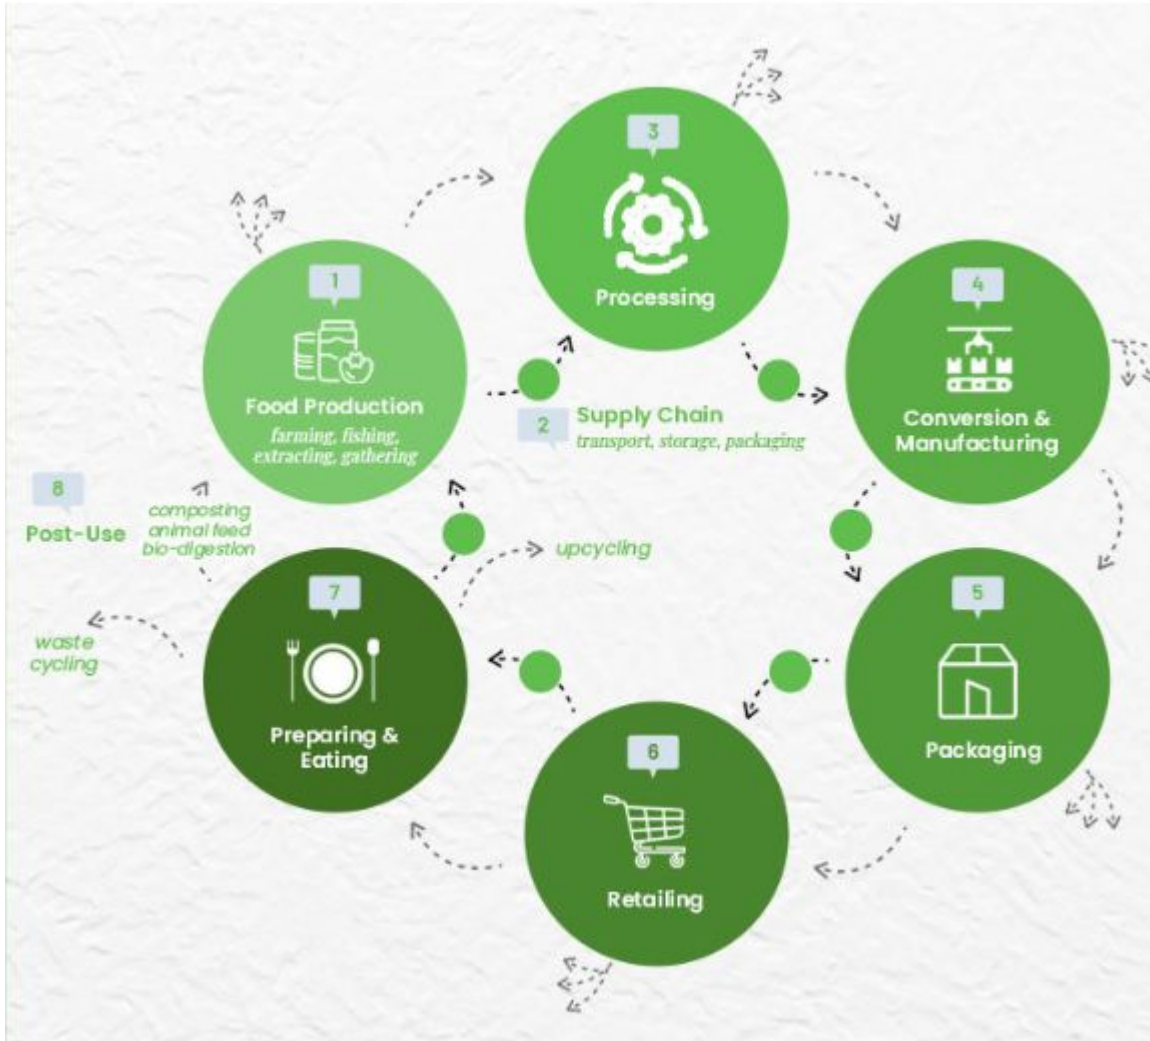 1
Food Production
farming, fishing,
extracting, gathering
2
Supply Chain
transport, storage, packaging
3
Processing
4
Conversion &
Manufacturing
5
Packaging
6
Retailing
7
Preparing &
Eating
8
Post-Use
composting
animal feed
bio-digestion
upcycling
waste
cycling